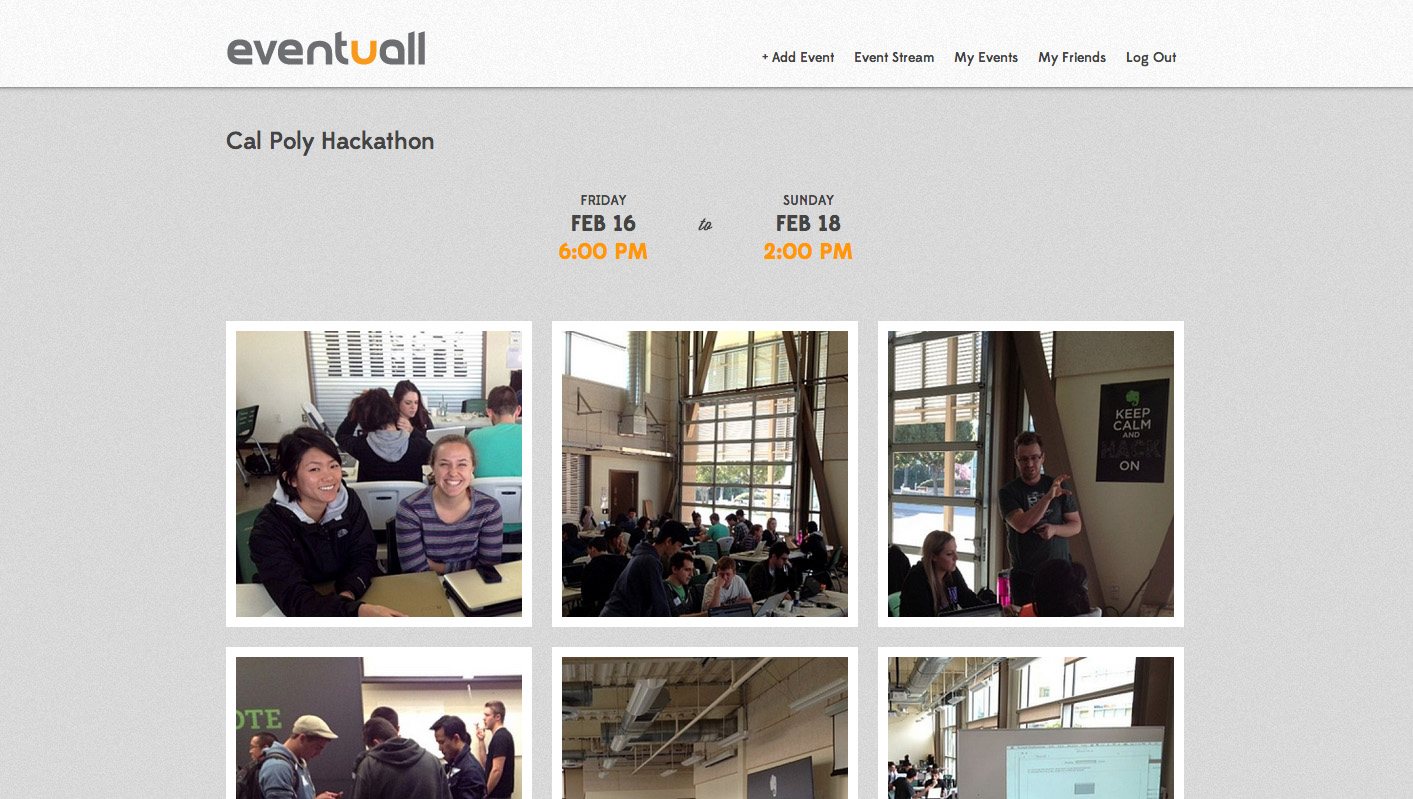 eventuall
+ Add Event Event Stream My Events My Friends Log Out
Cal Poly Hackathon
FRIDAY
FEB 16
6:00 PM
to
SUNDAY
FEB 18
2:00 PM
KEEP
CALM
AND
HACK
ON
OTE